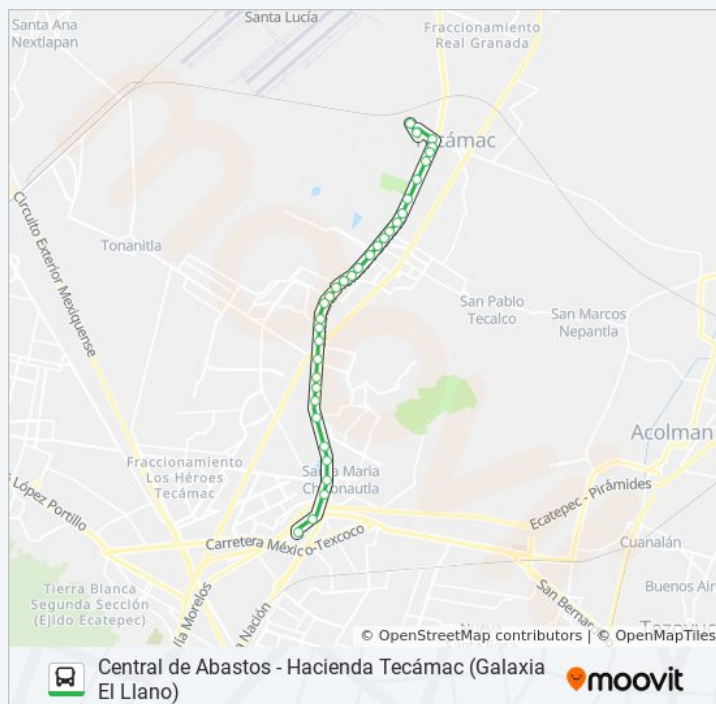 Santa Lucía
Santa Ana
Nextlapan
Fraccionamiento
Real Granada
Tecámac
Circuito Exterior Mexiquense
Tonanitla
San Pablo
Tecalco
San Marcos
Nepantla
Acolman
Fraccionamiento
Los Héroes
Tecámac
Santa Maria
Chiconautla
López Portillo
Ecatepec - Pirámides
Carretera México-Texcoco
Cuanalán
Tierra Blanca
Segunda Sección
(Ejido Ecatepec)
Morelos
Nación
San Bernardino
Buenos Air
moovit
© OpenStreetMap contributors | © OpenMapTiles
Central de Abastos - Hacienda Tecámac (Galaxia
El Llano)
moovit